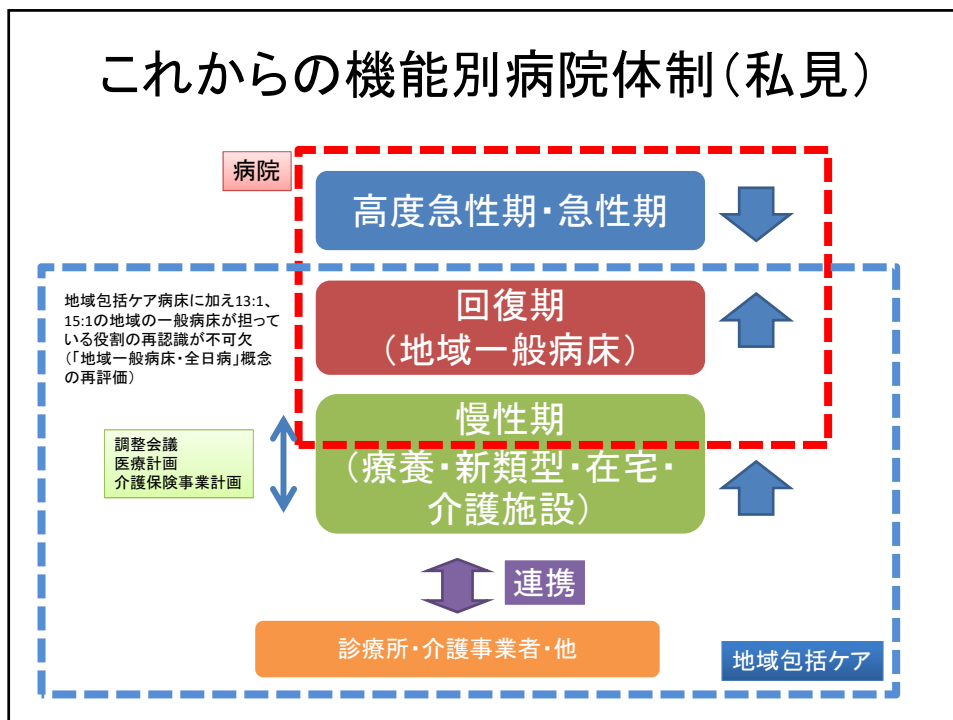 これからの機能別病院体制(私見)
病院
高度急性期・急性期
地域包括ケア病床に加え13:1、
15:1の地域の一般病床が担って
いる役割の再認識が不可欠
(「地域一般病床・全日病」概念
の再評価)
回復期
(地域一般病床)
慢性期
(療養・新類型・在宅・
介護施設)
調整会議
医療計画
介護保険事業計画
連携
診療所・介護事業者・他
地域包括ケア